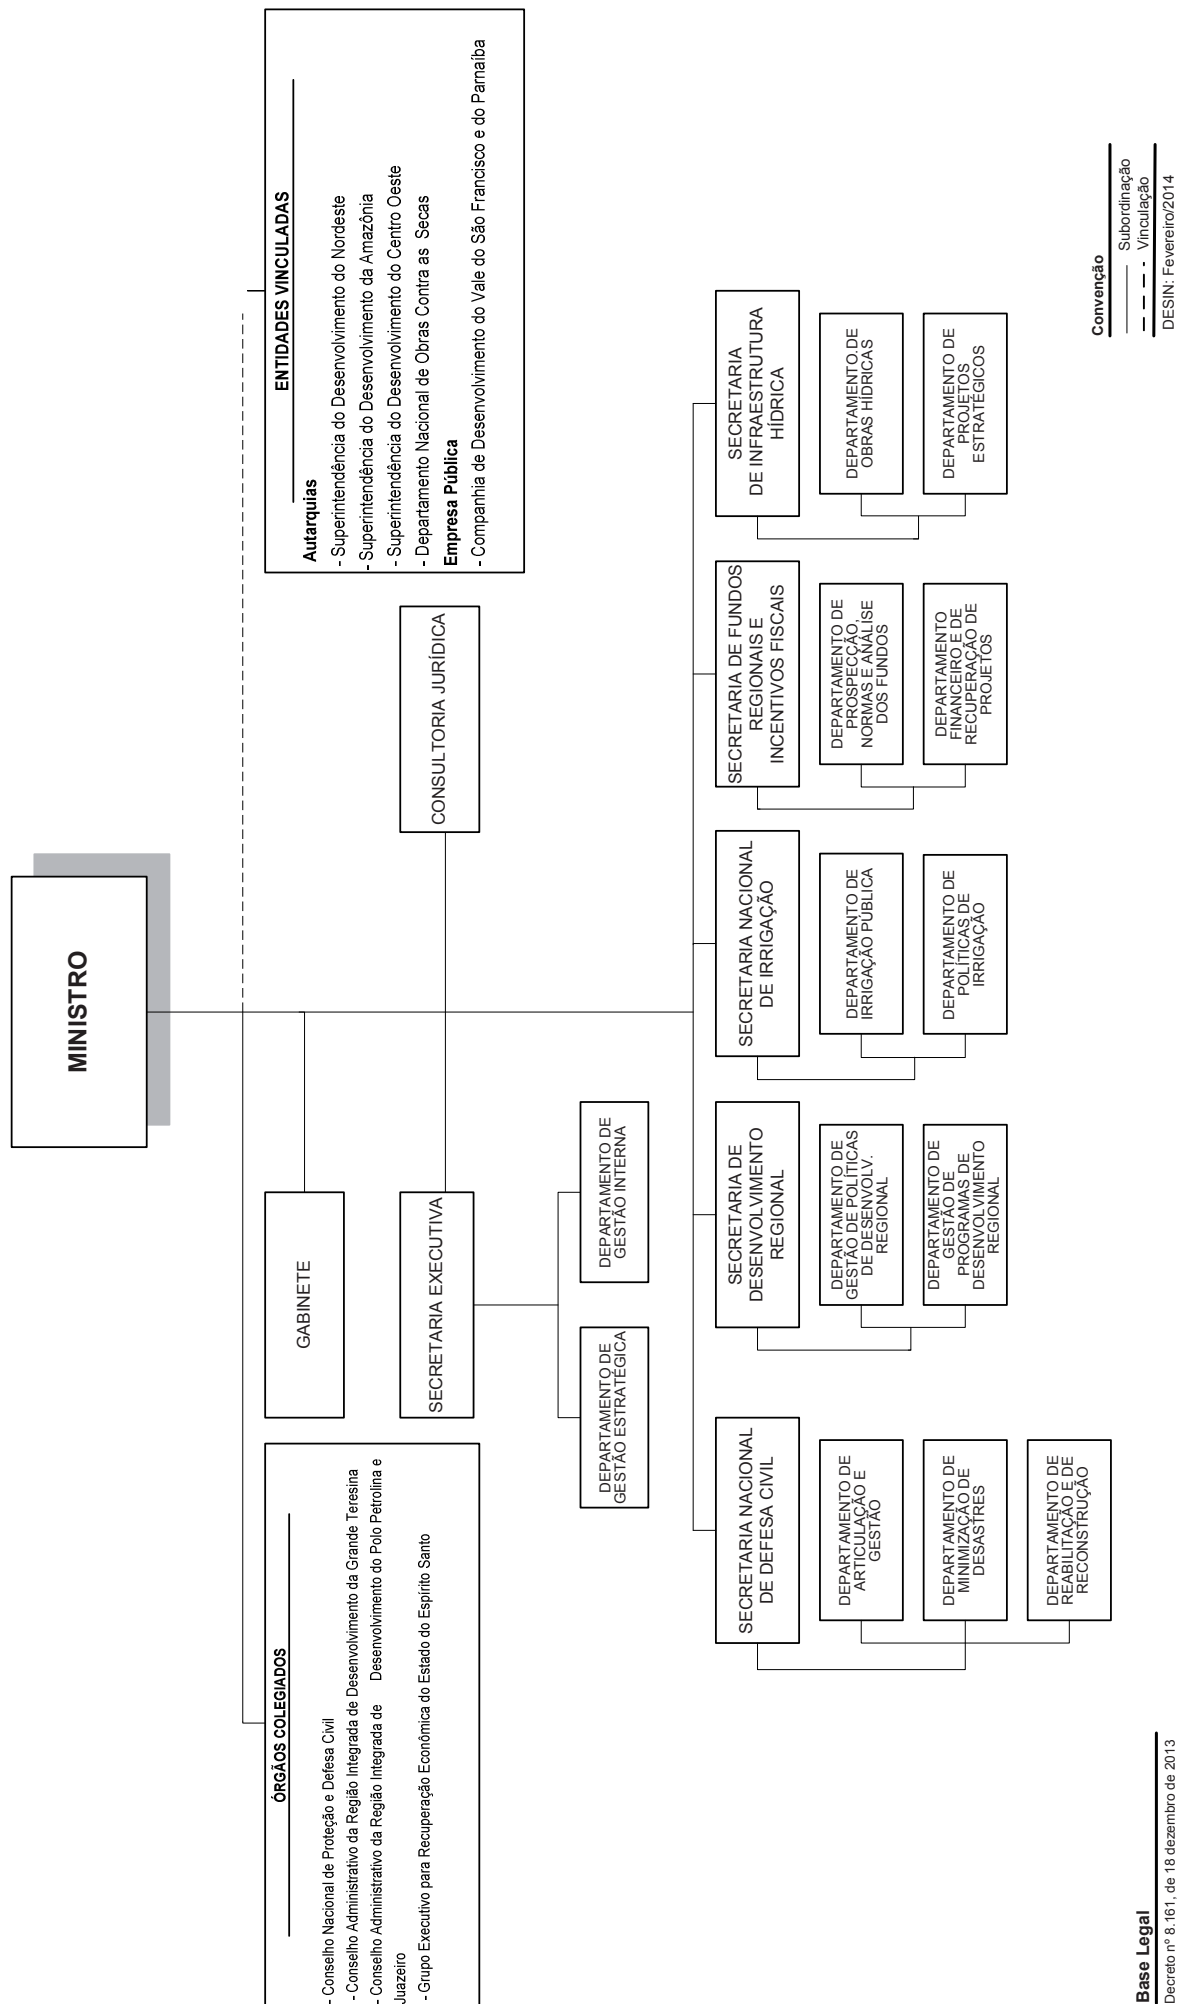 MINISTRO
ÓRGÃOS COLEGIADOS
- Conselho Nacional de Proteção e Defesa Civil
- Conselho Administrativo da Região Integrada de Desenvolvimento da Grande Teresina
- Conselho Administrativo da Região Integrada de Desenvolvimento do Polo Petrolina e
Juazeiro
- Grupo Executivo para Recuperação Econômica do Estado do Espírito Santo
GABINETE
ENTIDADES VINCULADAS
Autarquias
- Superintendência do Desenvolvimento do Nordeste
- Superintendência do Desenvolvimento da Amazônia
- Superintendência do Desenvolvimento do Centro Oeste
- Departamento Nacional de Obras Contra as Secas
Empresa Pública
- Companhia de Desenvolvimento do Vale do São Francisco e do Parnaíba
SECRETARIA EXECUTIVA
CONSULTORIA JURÍDICA
DEPARTAMENTO DE
GESTÃO ESTRATÉGICA
DEPARTAMENTO DE
GESTÃO INTERNA
SECRETARIA NACIONAL
DE DEFESA CIVIL
DEPARTAMENTO DE
ARTICULAÇÃO E
GESTÃO
DEPARTAMENTO DE
MINIMIZAÇÃO DE
DESASTRES
DEPARTAMENTO DE
REABILITAÇÃO E DE
RECONSTRUÇÃO
SECRETARIA DE
DESENVOLVIMENTO
REGIONAL
DEPARTAMENTO DE
GESTÃO DE POLÍTICAS
DE DESENVOLV.
REGIONAL
DEPARTAMENTO DE
GESTÃO DE
PROGRAMAS DE
DESENVOLVIMENTO
REGIONAL
SECRETARIA NACIONAL
DE IRRIGAÇÃO
DEPARTAMENTO DE
IRRIGAÇÃO PÚBLICA
DEPARTAMENTO DE
POLÍTICAS DE
IRRIGAÇÃO
SECRETARIA DE FUNDOS
REGIONAIS E
INCENTIVOS FISCAIS
DEPARTAMENTO DE
PROSPECÇÃO,
NORMAS E ANÁLISE
DOS FUNDOS
DEPARTAMENTO
FINANCEIRO E DE
RECUPERAÇÃO DE
PROJETOS
SECRETARIA
DE INFRAESTRUTURA
HÍDRICA
DEPARTAMENTO.DE
OBRAS HÍDRICAS
DEPARTAMENTO DE
PROJETOS
ESTRATÉGICOS
Base Legal
Decreto nº 8.161, de 18 dezembro de 2013
Convenção
Subordinação
Vinculação
DESIN: Fevereiro/2014